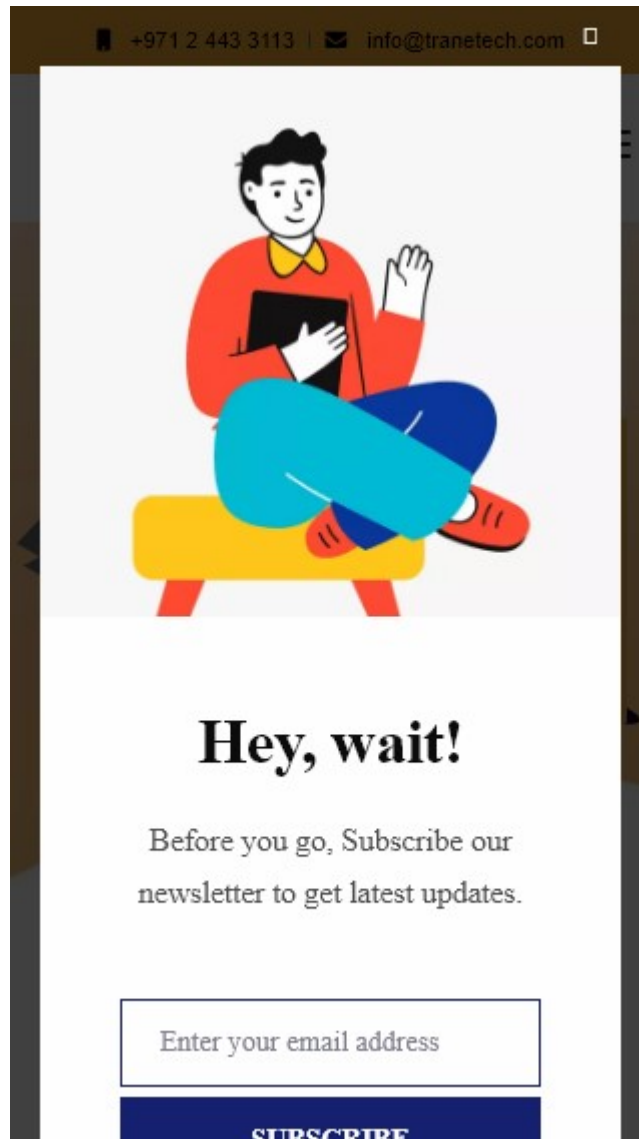 +971 2 443 3113 | info@tranetech.com
Hey, wait!
Before you go, Subscribe our
newsletter to get latest updates.
Enter your email address
SUBSCRIBE